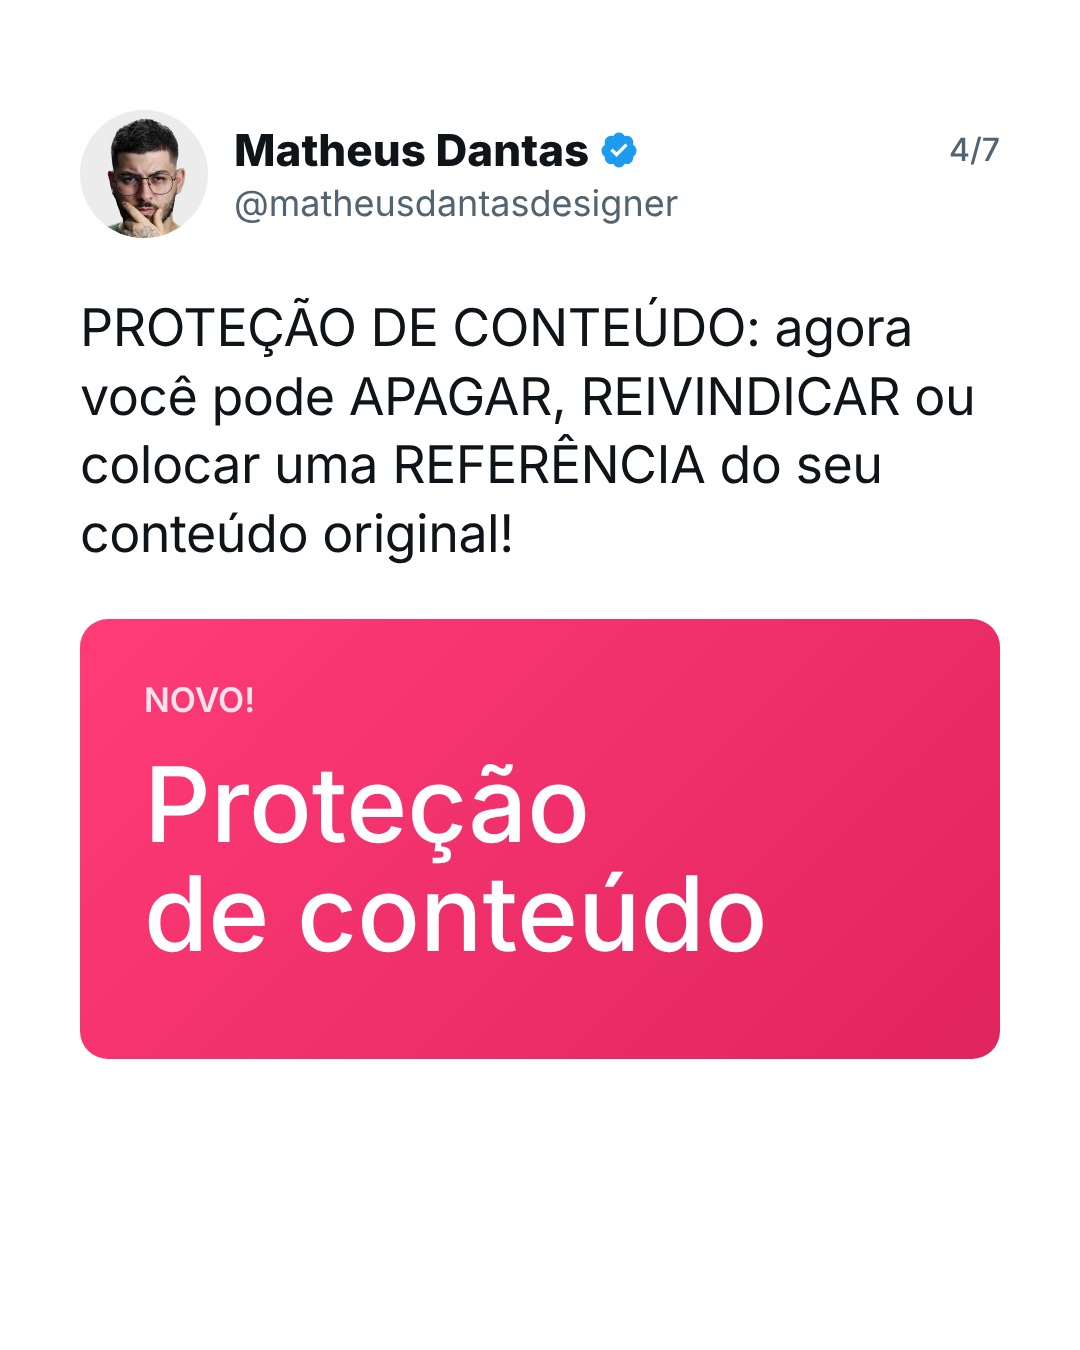 Matheus Dantas
4/7
@matheusdantasdesigner
PROTEÇÃO DE CONTEÚDO: agora
você pode APAGAR, REIVINDICAR ou
colocar uma REFERÊNCIA do seu
conteúdo original!
NOVO!
Proteção
de conteúdo